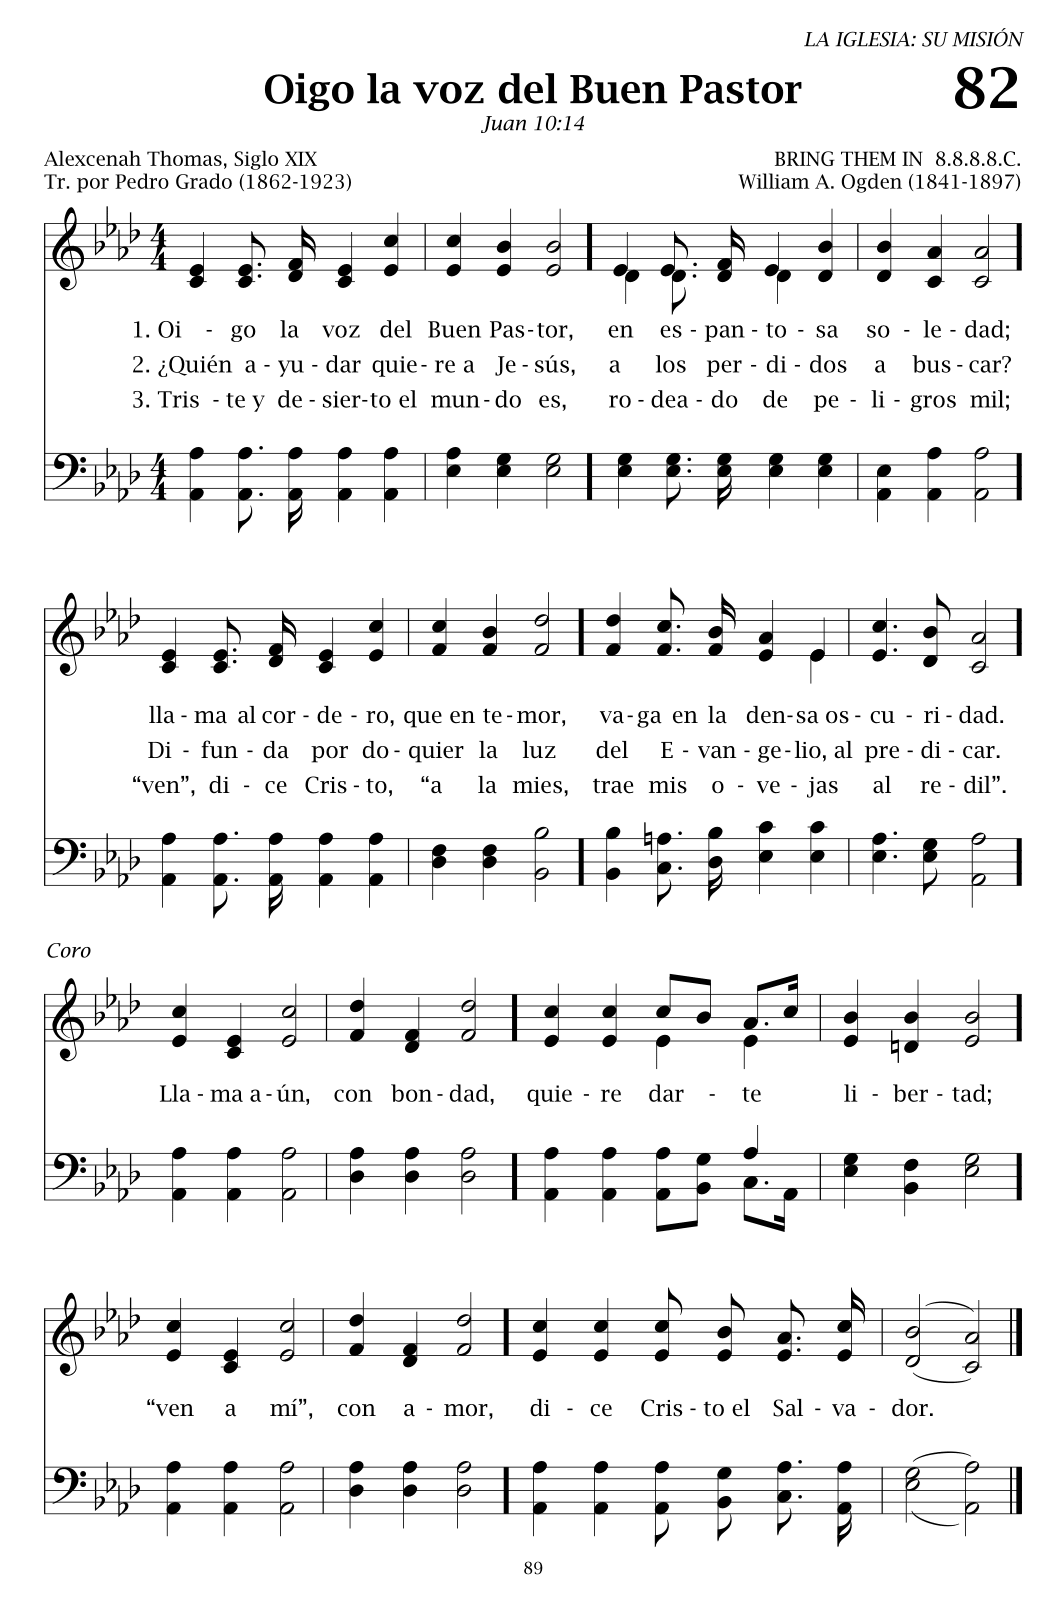 LA IGLESIA: SU MISIÓN
Oigo la voz del Buen Pastor 82
Juan 10:14
Alexcenah Thomas, Siglo XIX BRING THEM IN 8.8.8.8.C.
Tr. por Pedro Grado (1862-1923) William A. Ogden (1841-1897)
4 4
4 4
1. Oi - go la voz del Buen Pas - tor, en es - pan - to - sa so - le - dad;
2. ¿Quién a - yu - dar quie - re a Je - sús, a los per - di - dos a bus - car?
3. Tris - te y de - sier - to el mun - do es, ro - dea - do de pe - li - gros mil;
4 4
4 4
lla - ma al cor - de - ro, que en te - mor, va - ga en la den - sa os - cu - ri - dad.
Di - fun - da por do - quier la luz del E - van - ge - lio, al pre - di - car.
“ven”, di - ce Cris - to, “a la mies, trae mis o - ve - jas al re - dil”.
Coro
Lla - ma a - ún, con bon - dad, quie - re dar - te li - ber - tad;
“ven a mí”, con a - mor, di - ce Cris - to el Sal - va - dor.
89